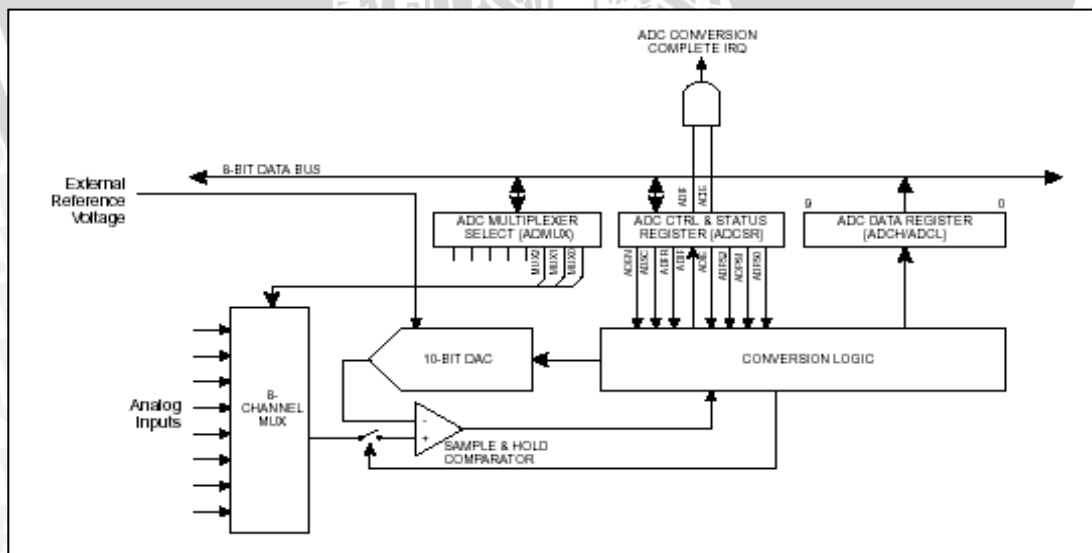 ADC CONVERSION
COMPLETE IRQ
8-BIT DATA BUS
External
Reference
Voltage
ADIF
ADIE
9
0
ADC MULTIPLEXER
SELECT (ADMUX)
ADC CTRL & STATUS
REGISTER (ADCSR)
ADC DATA REGISTER
(ADCH/ADCL)
MUX2
MUX1
MUX0
ADEN
ADSC
ADFR
ADIF
ADIE
ADPS2
ADPS1
ADPS0
Analog
Inputs
8-
CHANNEL
MUX
10-BIT DAC
CONVERSION LOGIC
-
+
SAMPLE & HOLD
COMPARATOR